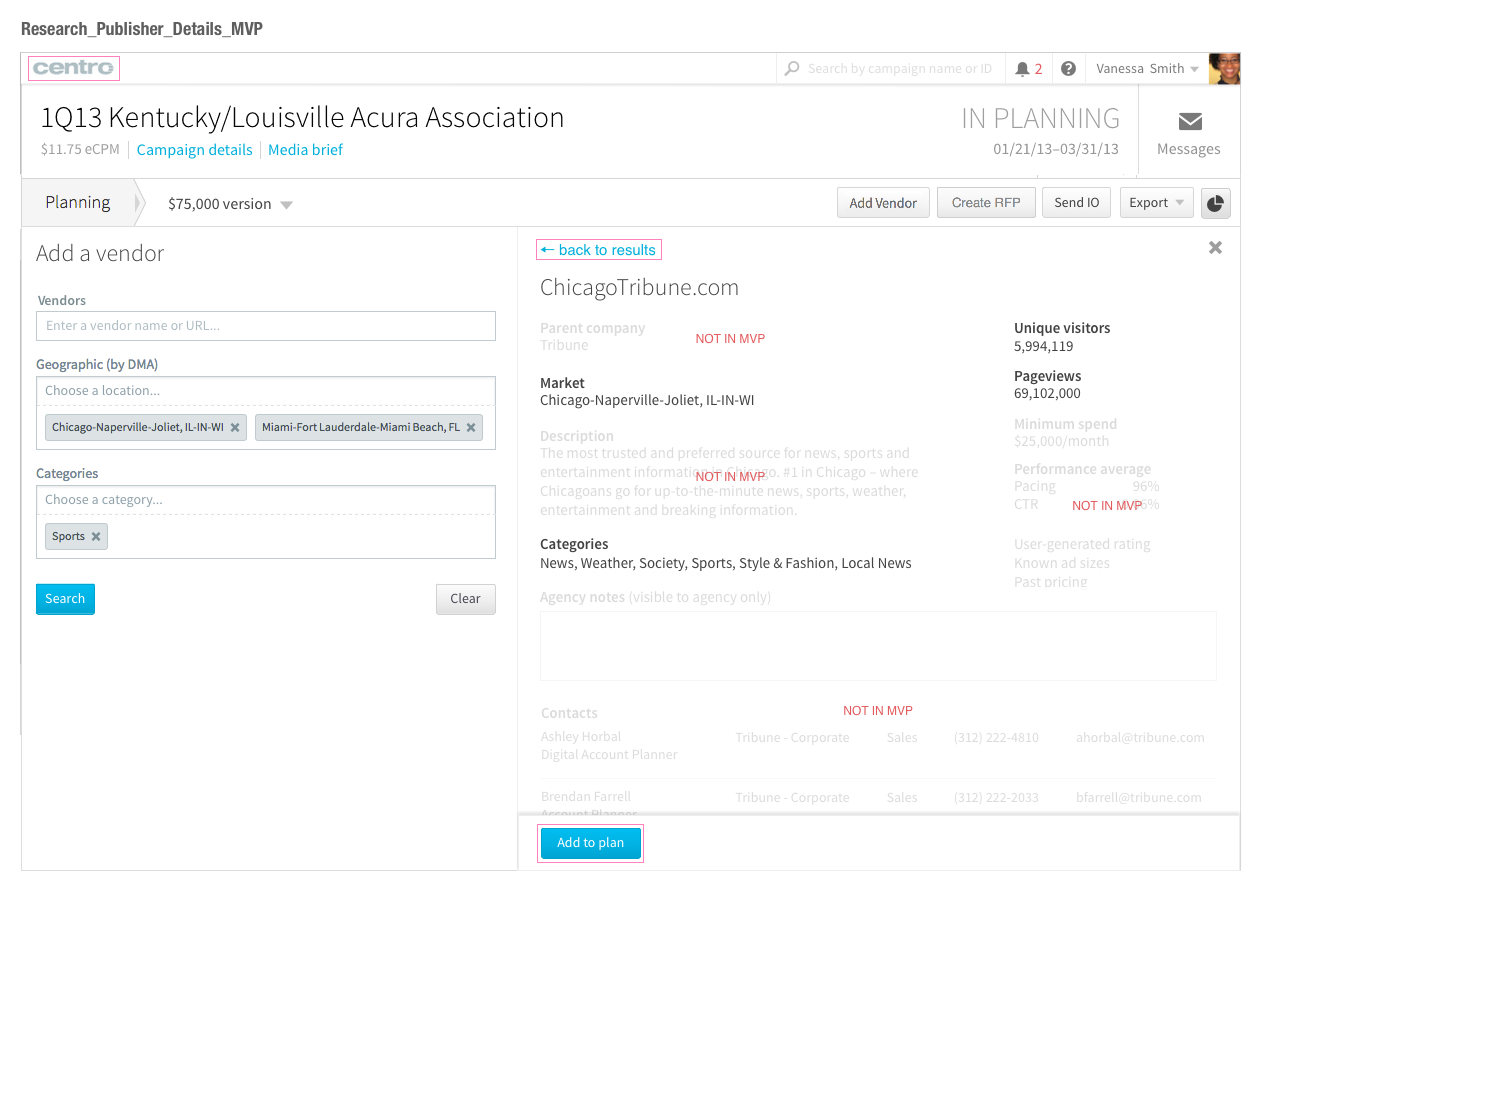 Research_Publisher_Details_MVP
centro
Search by campaign name or ID
2
?
Vanessa Smith
1Q13 Kentucky/Louisville Acura Association
IN PLANNING
$11.75 eCPM
Campaign details
Media brief
01/21/13–03/31/13
Messages
Planning
$75,000 version
Add Vendor
Create RFP
Send IO
Export
Add a vendor
Vendors
Enter a vendor name or URL...
Geographic (by DMA)
Choose a location...
Chicago-Naperville-Joliet, IL-IN-WI
Miami-Fort Lauderdale-Miami Beach, FL
Categories
Choose a category...
Sports
Search
Clear
← back to results
ChicagoTribune.com
Parent company
Tribune
NOT IN MVP
Market
Chicago-Naperville-Joliet, IL-IN-WI
Description
The most trusted and preferred source for news, sports and
entertainment information in Chicago. #1 in Chicago – where
Chicagoans go for up-to-the-minute news, sports, weather,
entertainment and breaking information.
NOT IN MVP
Categories
News, Weather, Society, Sports, Style & Fashion, Local News
Unique visitors
5,994,119
Pageviews
69,102,000
Minimum spend
$25,000/month
Performance average
Pacing 96%
CTR
NOT IN MVP
User-generated rating
Known ad sizes
Past pricing
Agency notes (visible to agency only)
NOT IN MVP
Contacts
Ashley Horbal
Digital Account Planner
Tribune - Corporate
Sales
(312) 222-4810
ahorbal@tribune.com
Brendan Farrell
Account Planner
Tribune - Corporate
Sales
(312) 222-2033
bfarrell@tribune.com
Add to plan